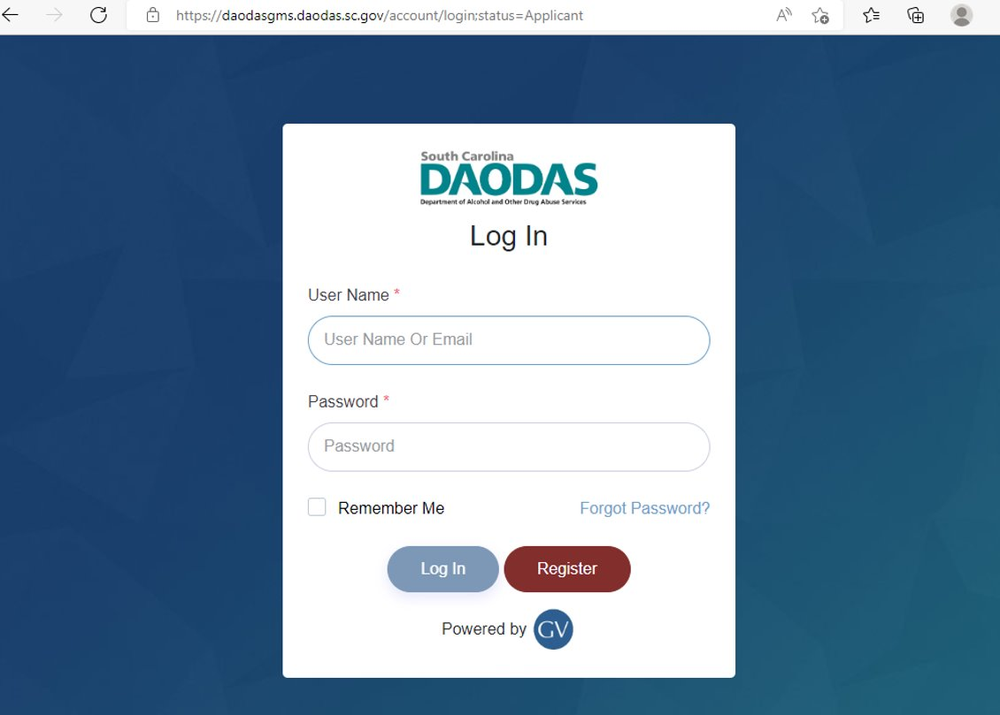 https://daodasgms.daodas.sc.gov/account/login;status=Applicant
South Carolina
DAODAS
Department of Alcohol and Other Drug Abuse Services
Log In
User Name *
User Name Or Email
Password *
Password
Remember Me Forgot Password?
Log In Register
Powered by GV